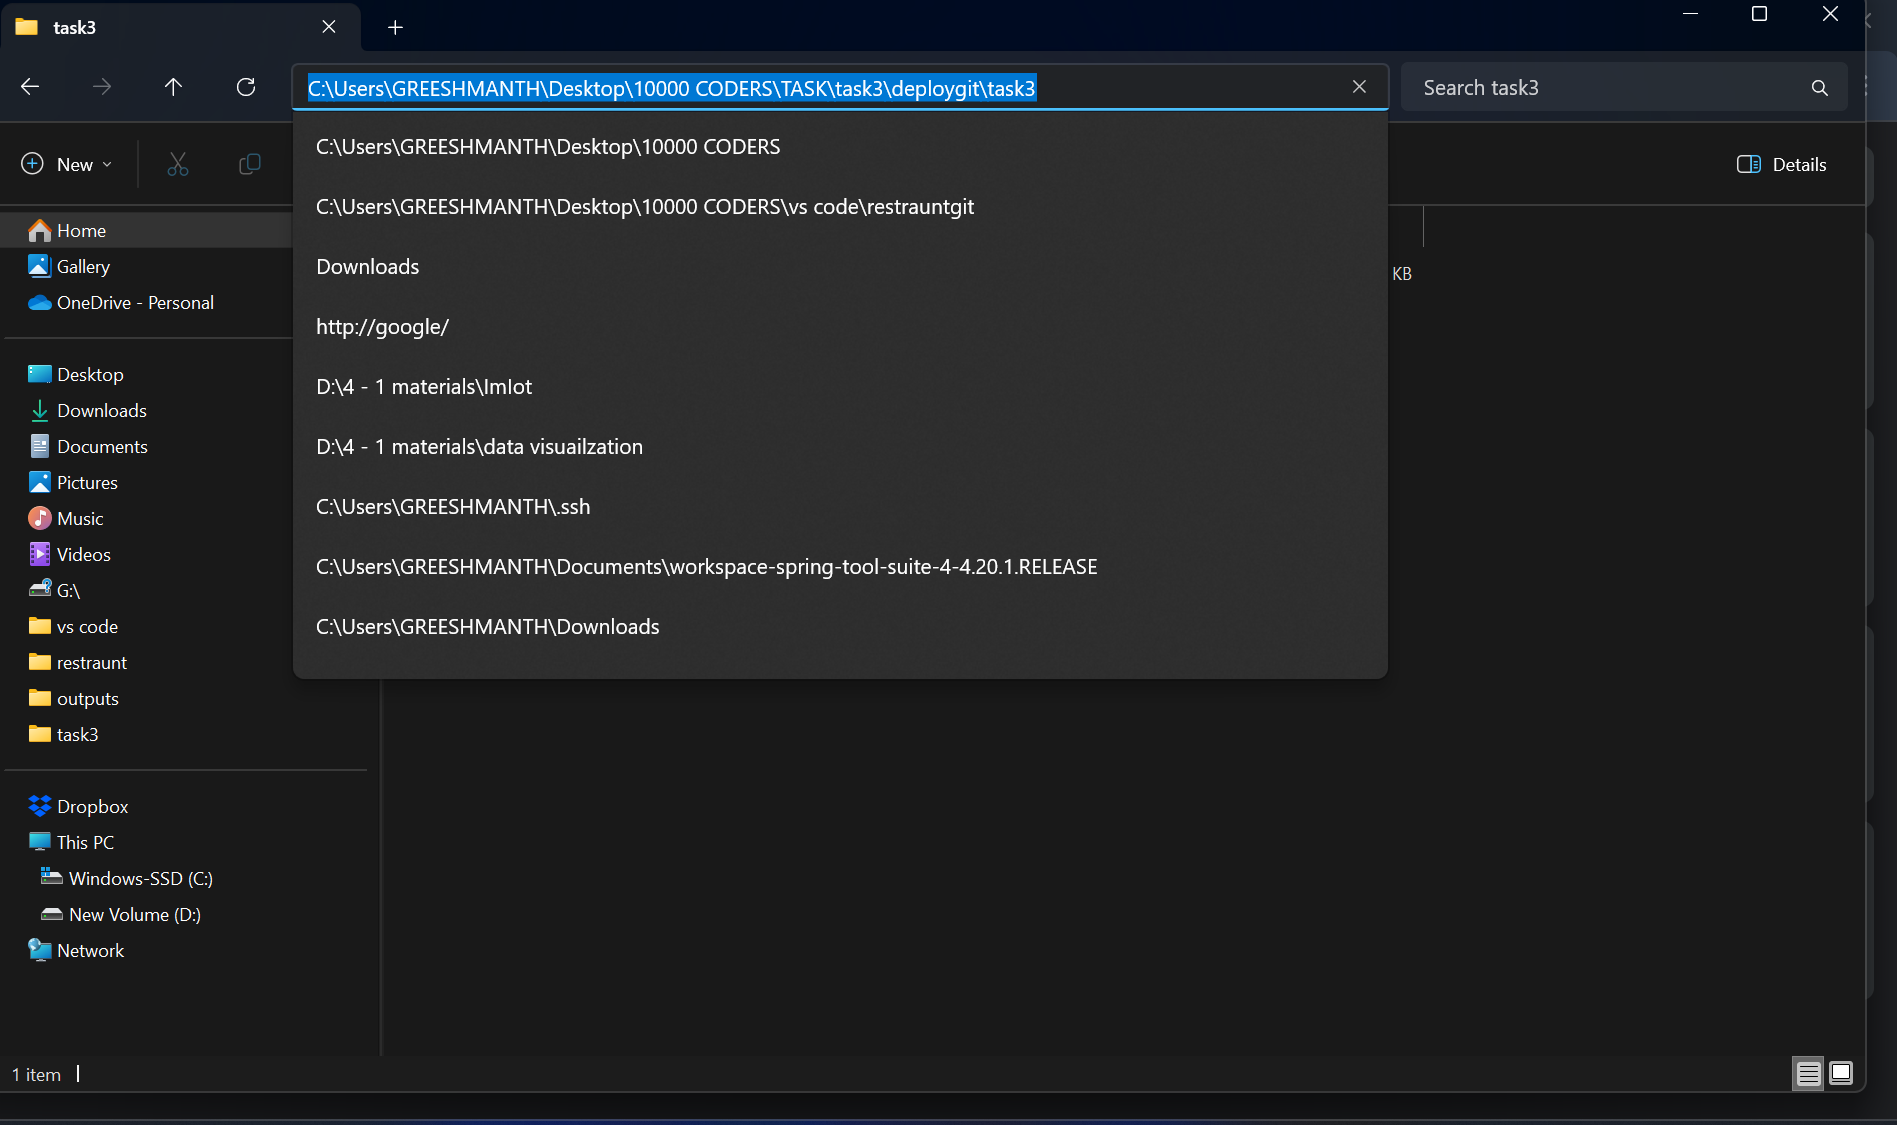 task3
C:\Users\GREESHMANTH\Desktop\10000 CODERS\TASK\task3\deploygit\task3
Search task3
New
Details
C:\Users\GREESHMANTH\Desktop\10000 CODERS
C:\Users\GREESHMANTH\Desktop\10000 CODERS\vs code\restrauntgit
Downloads
http://google/
D:\4 - 1 materials\ImIot
D:\4 - 1 materials\data visuailzation
C:\Users\GREESHMANTH\.ssh
C:\Users\GREESHMANTH\Documents\workspace-spring-tool-suite-4-4.20.1.RELEASE
C:\Users\GREESHMANTH\Downloads
KB
Home
Gallery
OneDrive - Personal
Desktop
Downloads
Documents
Pictures
Music
Videos
G:\
vs code
restraunt
outputs
task3
Dropbox
This PC
Windows-SSD (C:)
New Volume (D:)
Network
1 item